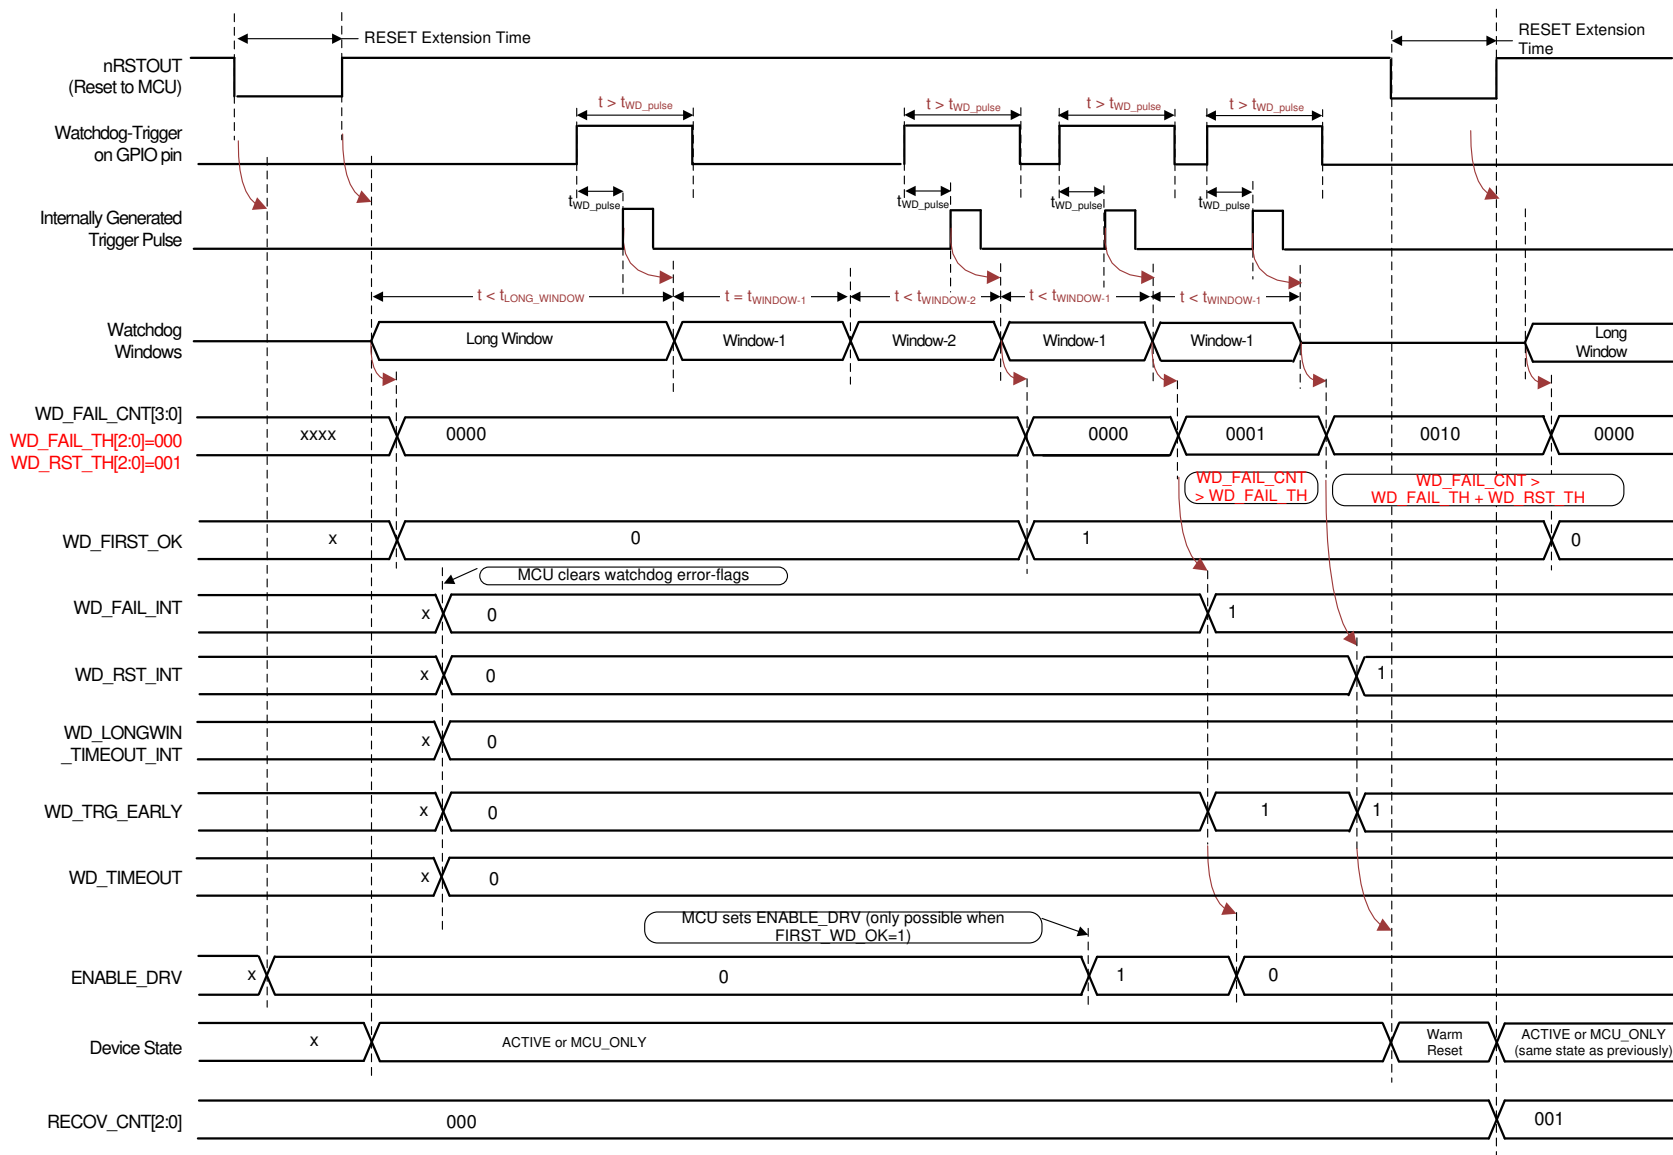 RESET Extension Time
RESET Extension
Time
nRSTOUT
(Reset to MCU)
t > tWD_pulse
t > tWD_pulse
t > tWD_pulse
t > tWD_pulse
Watchdog-Trigger
on GPIO pin
tWD_pulse
tWD_pulse
tWD_pulse
tWD_pulse
Internally Generated
Trigger Pulse
t < tLONG_WINDOW
t = tWINDOW-1
t < tWINDOW-2
t < tWINDOW-1
t < tWINDOW-1
Watchdog
Windows
Long Window
Window-1
Window-2
Window-1
Window-1
Long
Window
WD_FAIL_CNT[3:0]
WD_FAIL_TH[2:0]=000
WD_RST_TH[2:0]=001
xxxx
0000
0000
0001
0010
0000
WD_FAIL_CNT
> WD_FAIL_TH
WD_FAIL_CNT >
WD_FAIL_TH + WD_RST_TH
WD_FIRST_OK
x
0
1
0
MCU clears watchdog error-flags
WD_FAIL_INT
x
0
1
WD_RST_INT
x
0
1
WD_LONGWIN
_TIMEOUT_INT
x
0
WD_TRG_EARLY
x
0
1
1
WD_TIMEOUT
x
0
MCU sets ENABLE_DRV (only possible when
FIRST_WD_OK=1)
ENABLE_DRV
x
0
1
0
Device State
x
ACTIVE or MCU_ONLY
Warm
Reset
ACTIVE or MCU_ONLY
(same state as previously)
RECOV_CNT[2:0]
000
001